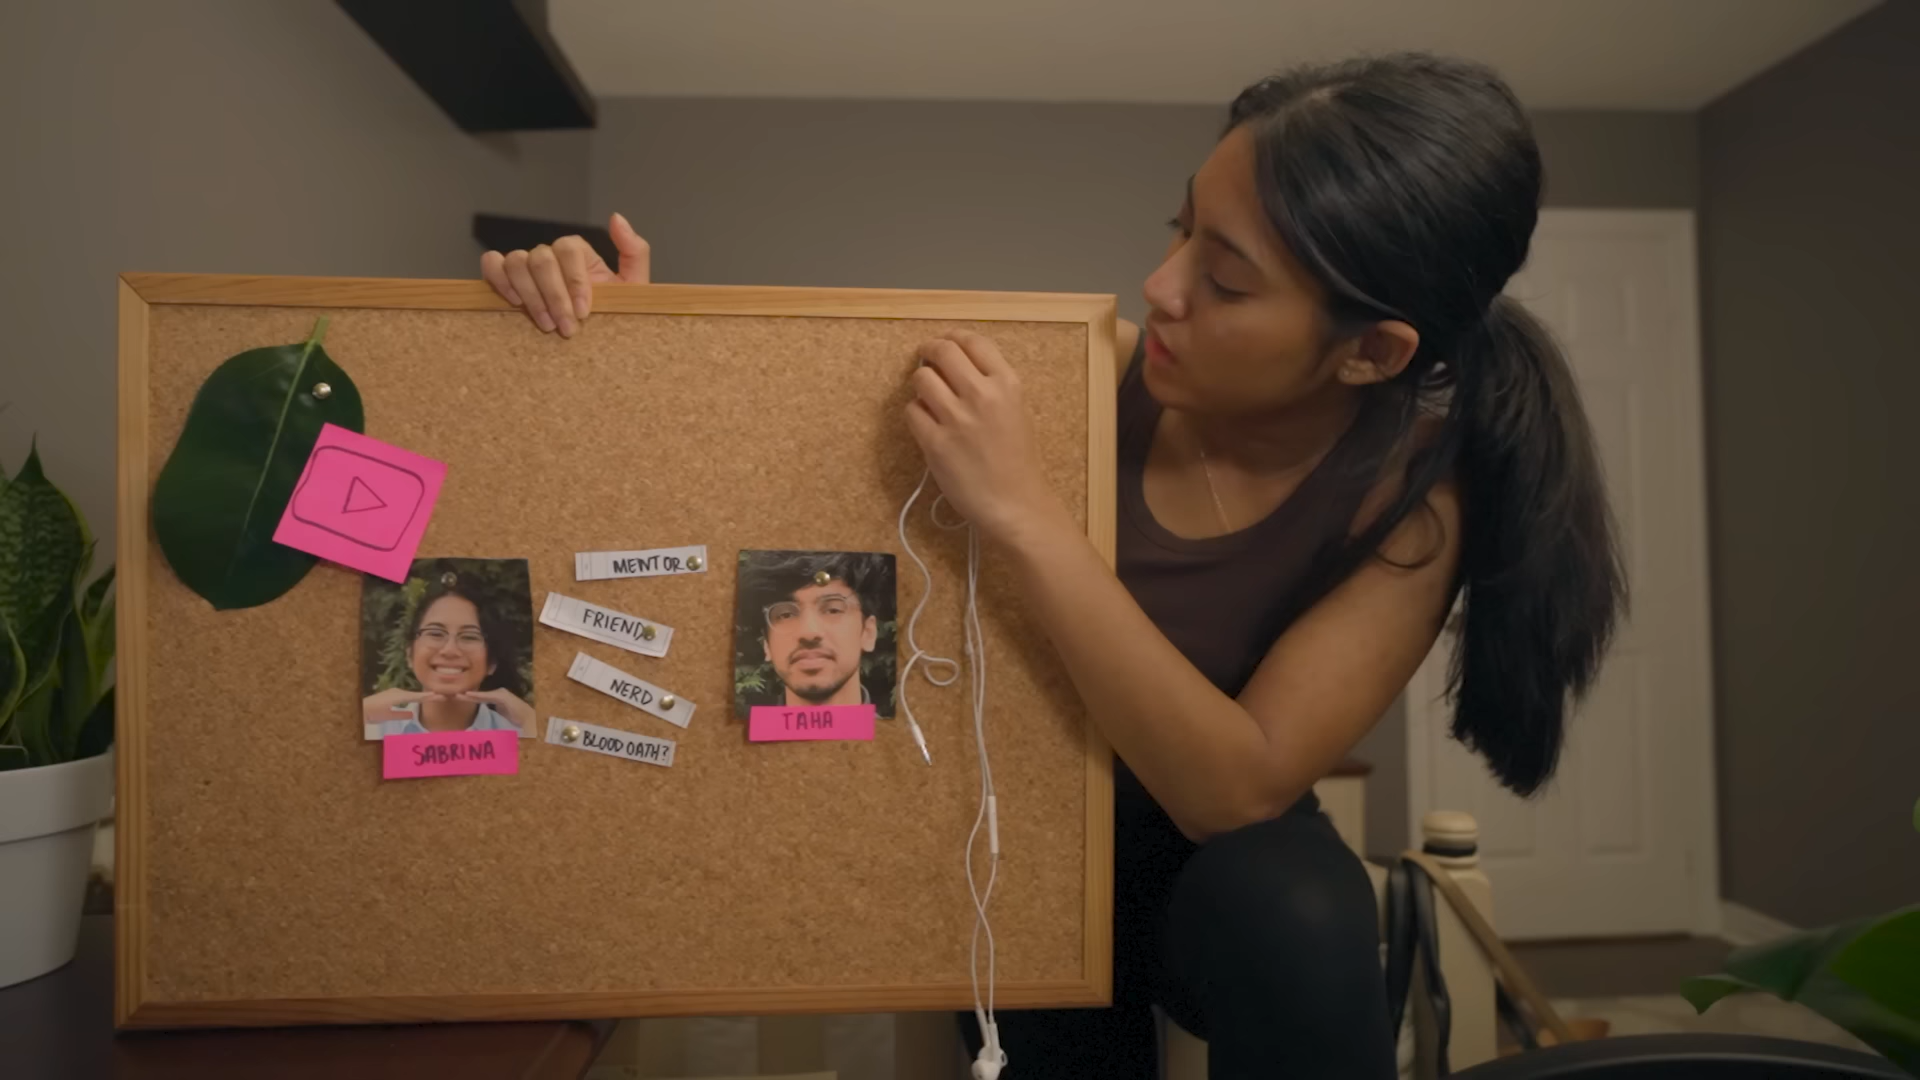 MENTOR
FRIEND
NERD
BLOOD OATH?
SABRINA
TAHA